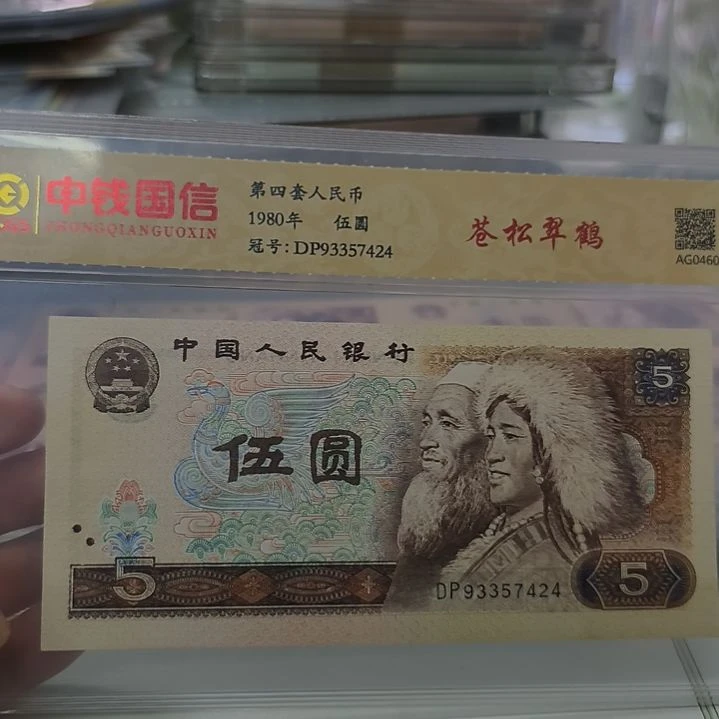 中钱国信
ZHONGQIANGUOXIN
第四套人民币
1980年 伍圆
冠号:DP93357424
苍松翠鹤
AG0460
中国人民银行
5
伍圆
5
DP93357424
5